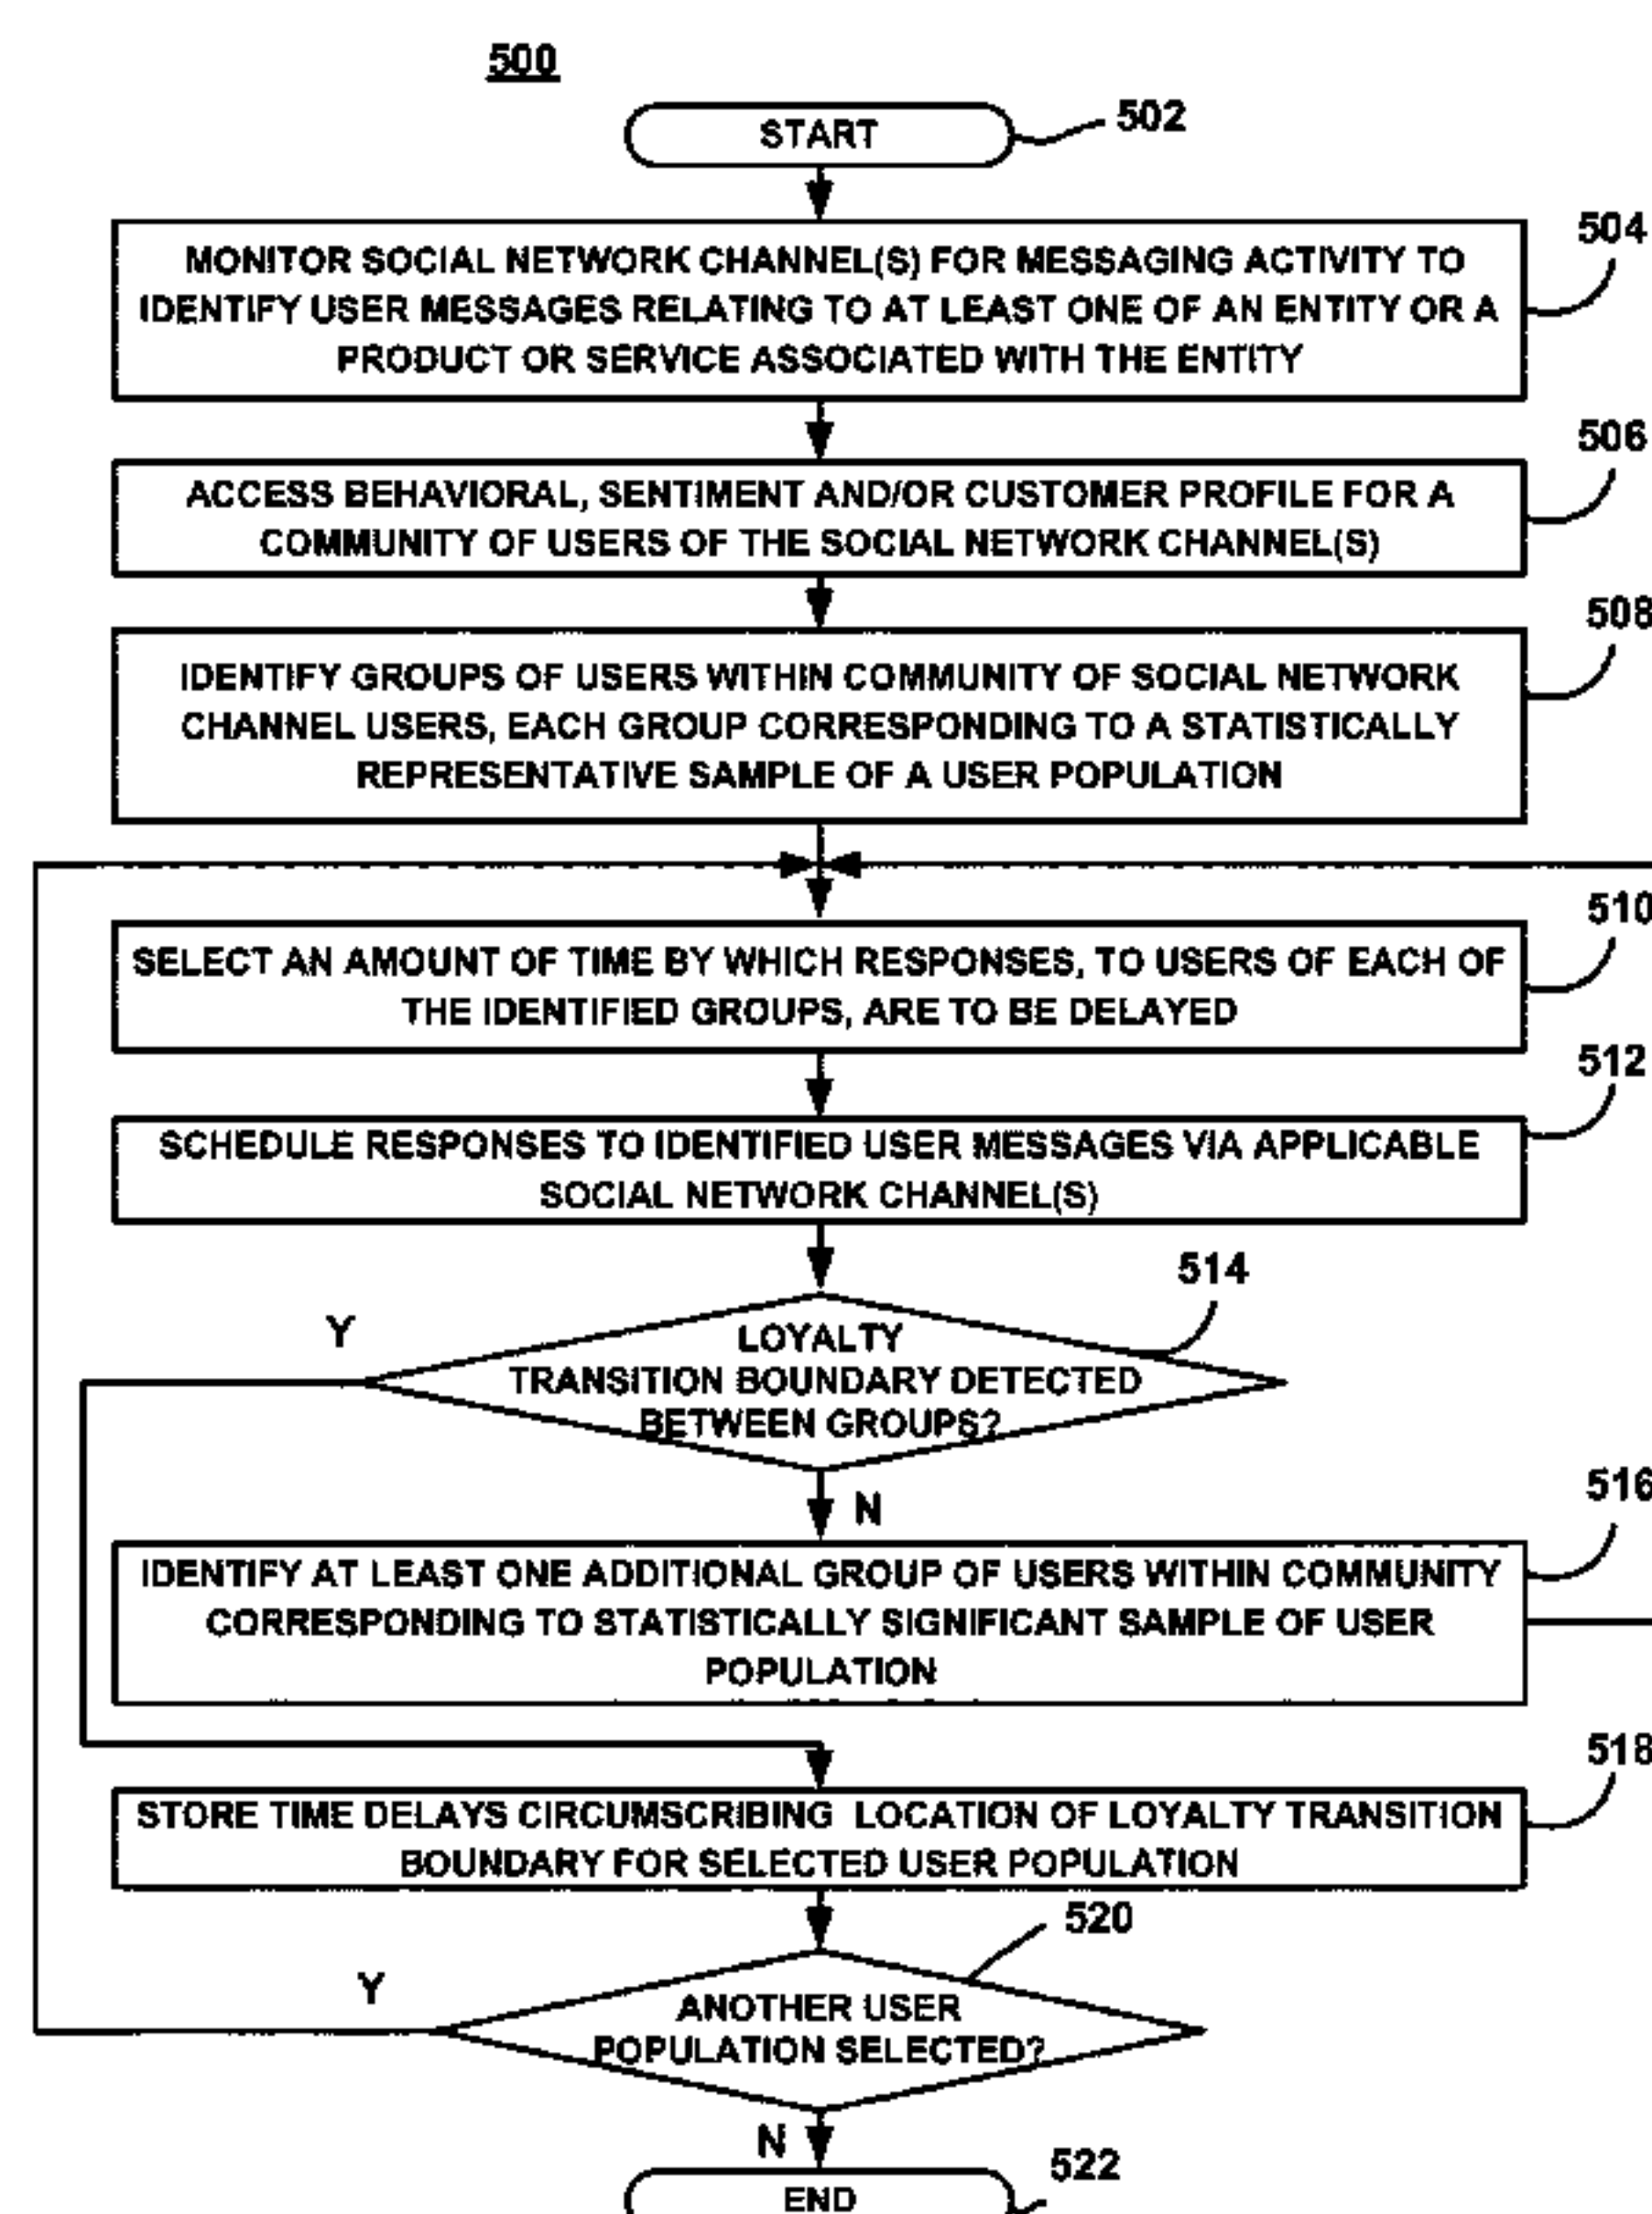 500
START
502
MONITOR SOCIAL NETWORK CHANNEL(S) FOR MESSAGING ACTIVITY TO
IDENTIFY USER MESSAGES RELATING TO AT LEAST ONE OF AN ENTITY OR A
PRODUCT OR SERVICE ASSOCIATED WITH THE ENTITY
504
ACCESS BEHAVIORAL, SENTIMENT AND/OR CUSTOMER PROFILE FOR A
COMMUNITY OF USERS OF THE SOCIAL NETWORK CHANNEL(S)
506
IDENTIFY GROUPS OF USERS WITHIN COMMUNITY OF SOCIAL NETWORK
CHANNEL USERS, EACH GROUP CORRESPONDING TO A STATISTICALLY
REPRESENTATIVE SAMPLE OF A USER POPULATION
508
SELECT AN AMOUNT OF TIME BY WHICH RESPONSES, TO USERS OF EACH OF
THE IDENTIFIED GROUPS, ARE TO BE DELAYED
510
SCHEDULE RESPONSES TO IDENTIFIED USER MESSAGES VIA APPLICABLE
SOCIAL NETWORK CHANNEL(S)
512
LOYALTY
TRANSITION BOUNDARY DETECTED
BETWEEN GROUPS?
514
Y
N
IDENTIFY AT LEAST ONE ADDITIONAL GROUP OF USERS WITHIN COMMUNITY
CORRESPONDING TO STATISTICALLY SIGNIFICANT SAMPLE OF USER
POPULATION
516
STORE TIME DELAYS CIRCUMSCRIBING LOCATION OF LOYALTY TRANSITION
BOUNDARY FOR SELECTED USER POPULATION
518
ANOTHER USER
POPULATION SELECTED?
520
Y
N
END
522